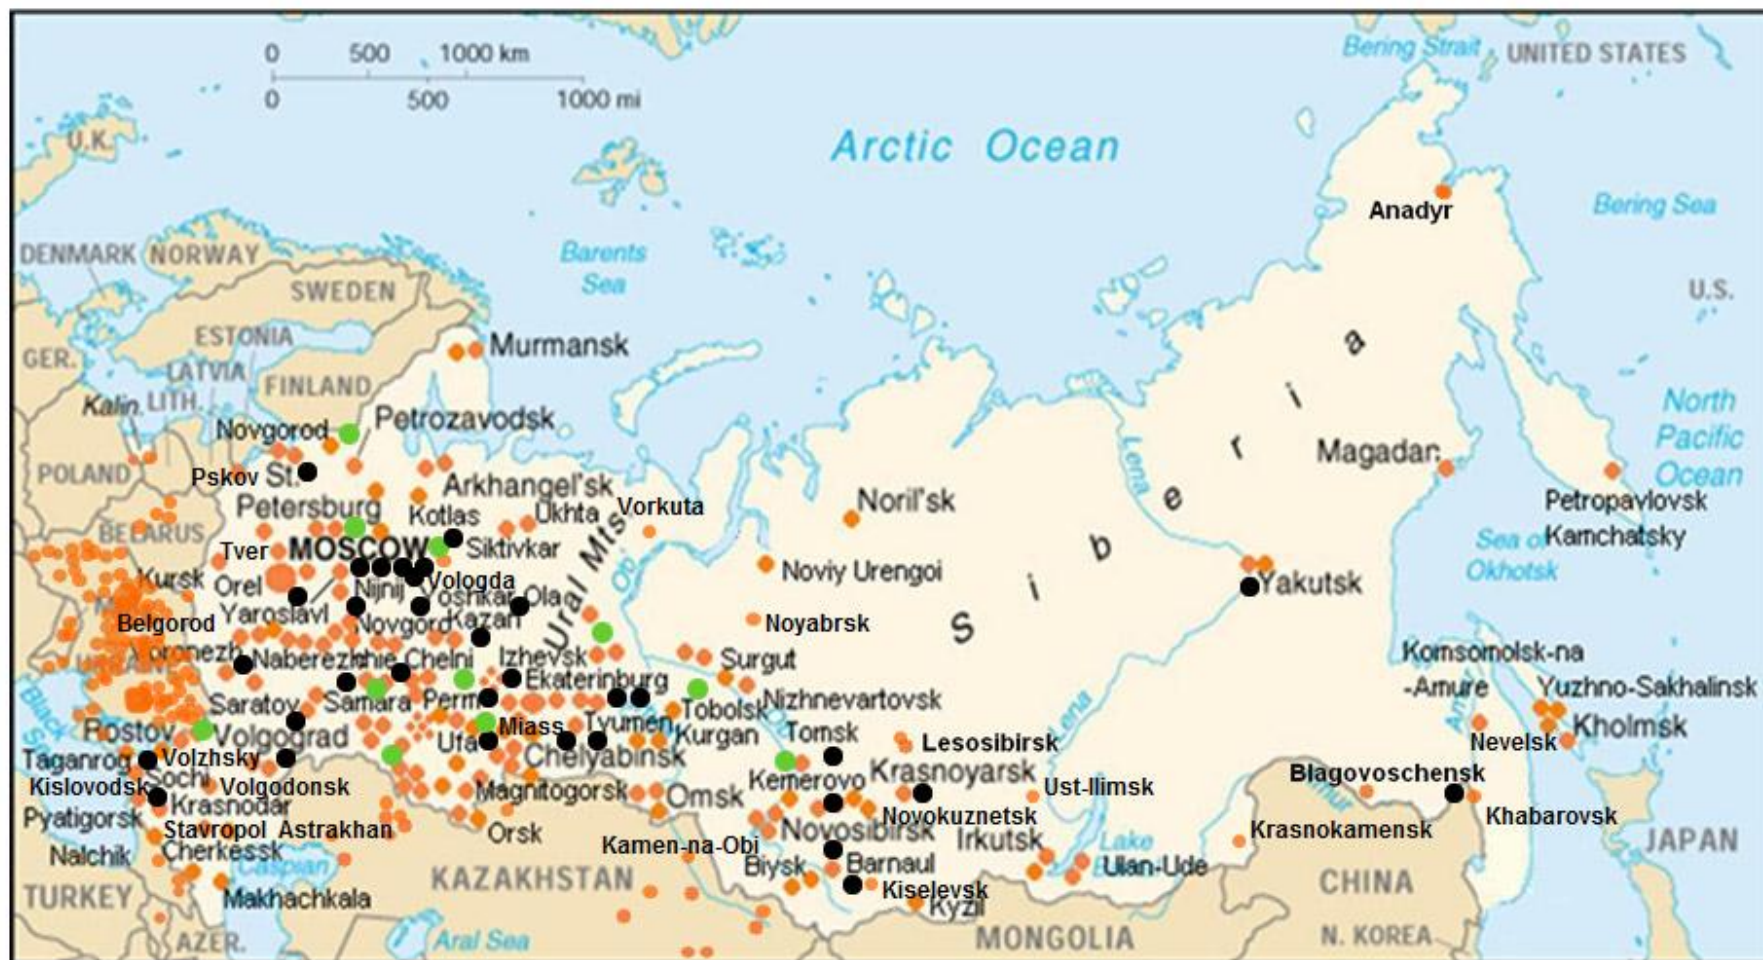 0 500 1000 km
0 500 1000 mi
Bering Strait
UNITED STATES
U.K.
Arctic Ocean
Anadyr
Bering Sea
DENMARK
NORWAY
SWEDEN
Barents
Sea
U.S.
ESTONIA
GER.
LATVIA
FINLAND
Murmansk
Kalin.
LITH.
Petrozavodsk
Novgorod
North
Pacific
Ocean
Lena
Magadan
POLAND
Pskov
St.
Petersburg
Arkhangel'sk
Vorkuta
Noril'sk
Petropavlovsk
Kamchatsky
BELARUS
Kotlas
Ukhta
Ural Mts.
Siberia
Sea of
Okhotsk
Tver
MOSCOW
Siktivkar
Ob
Noviy Urengoi
Yakutsk
Kursk
Orel
Nijnij
Vologda
Yaroslavl
Yoshkar Ola
Belgorod
Novgord
Kazan
Noyabrsk
Voronezh
Naberezhnie Chelni
Izhevsk
Surgut
Komsomolsk-na
-Amure
UKRAINE
Ekaterinburg
Nizhnevartovsk
Yuzhno-Sakhalinsk
Saratov
Samara
Perm
Tobolsk
Lena
Amur
Black
Rostov
Volgograd
Ufa
Miass
Tyumen
Kurgan
Tomsk
Kholmsk
Nevelsk
Taganrog
Volzhsky
Chelyabinsk
Lesosibirsk
Kislovodsk
Sochi
Volgodonsk
Magnitogorsk
Omsk
Kemerovo
Krasnoyarsk
Ust-Ilimsk
Blagovoschensk
Amur
Krasnodar
Pyatigorsk
Stavropol
Astrakhan
Orsk
Novokuznetsk
Khabarovsk
Novosibirsk
Irkutsk
Krasnokamensk
JAPAN
Nalchik
Cherkessk
Kamen-na-Obi
Lake
Caspian
Biysk
Barnaul
Ulan-Ude
TURKEY
Makhachkala
KAZAKHSTAN
Kiselevsk
Kyzil
CHINA
AZER.
Aral Sea
MONGOLIA
N. KOREA